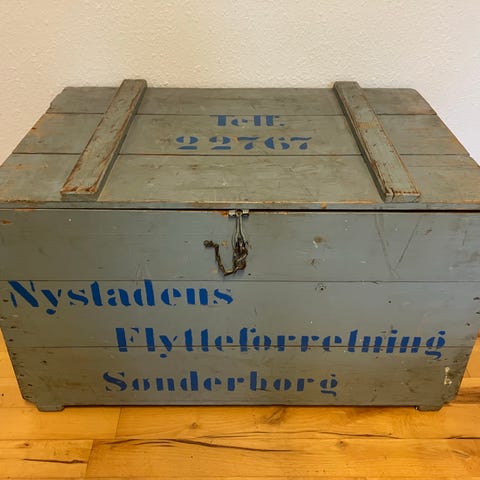 Telf.
22767
Nystadens
Flytteforretning
Sønderborg